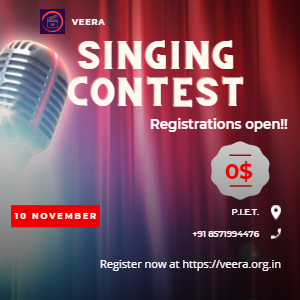 VEERA
SINGING
CONTEST
Registrations open!!
0$
10 NOVEMBER
P.I.E.T.
+91 8571994476
Register now at https://veera.org.in